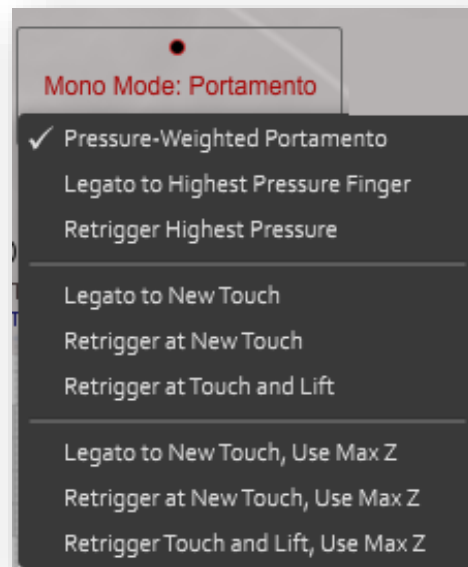 Mono Mode: Portamento
✓ Pressure-Weighted Portamento
Legato to Highest Pressure Finger
Retrigger Highest Pressure
Legato to New Touch
Retrigger at New Touch
Retrigger at Touch and Lift
Legato to New Touch, Use Max Z
Retrigger at New Touch, Use Max Z
Retrigger Touch and Lift, Use Max Z